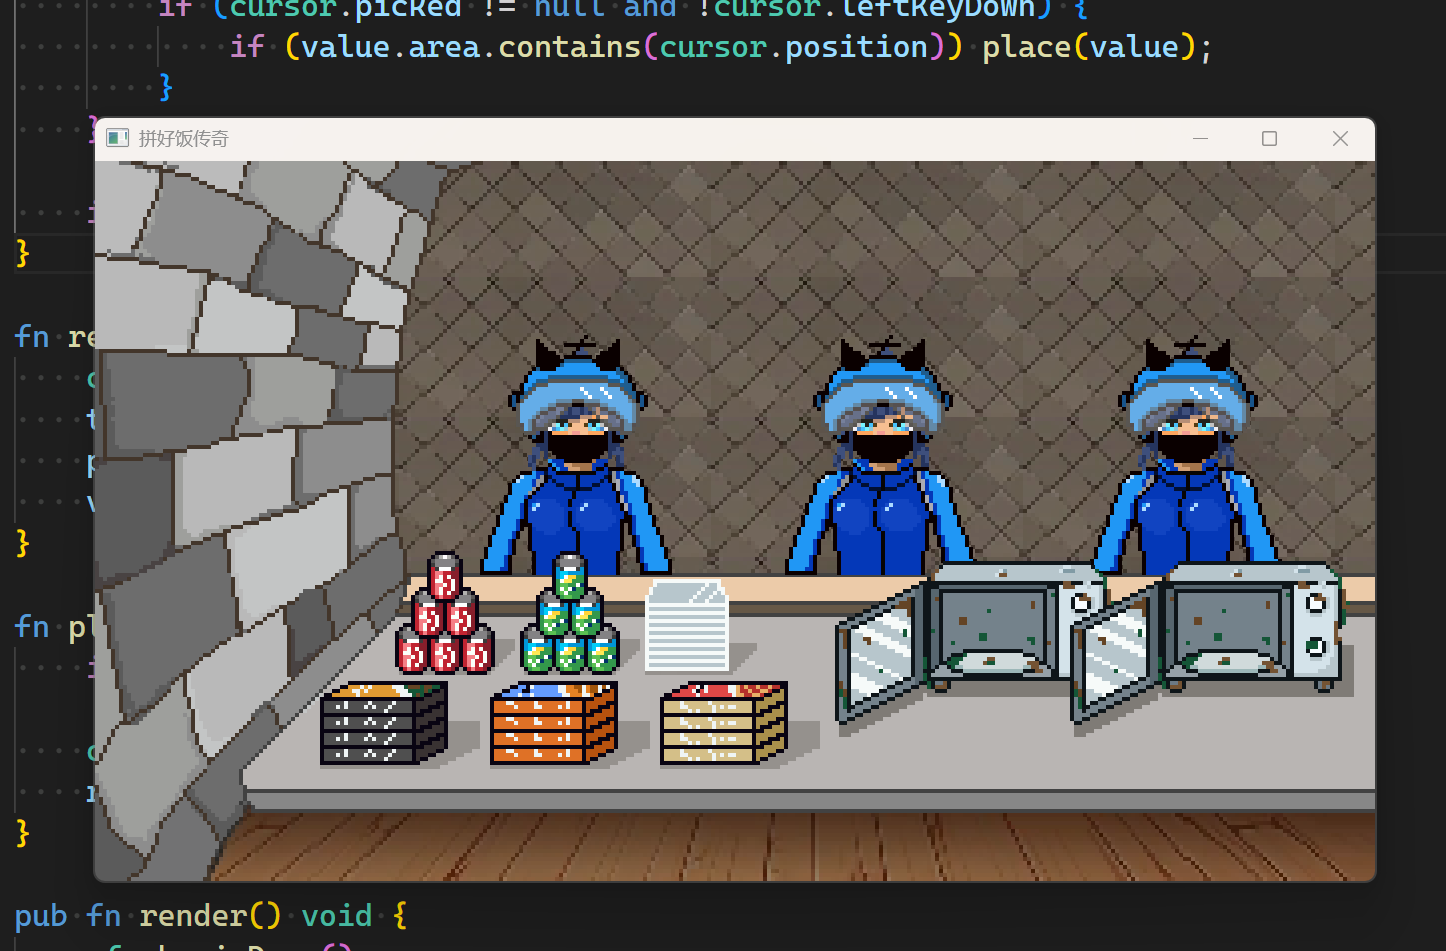 if (cursor.picked != null and !cursor.leftKeyDown) {
if (value.area.contains(cursor.position)) place(value);
}
}
拼好饭传奇
}
fn re
}
fn pl
}
pub fn render() void {